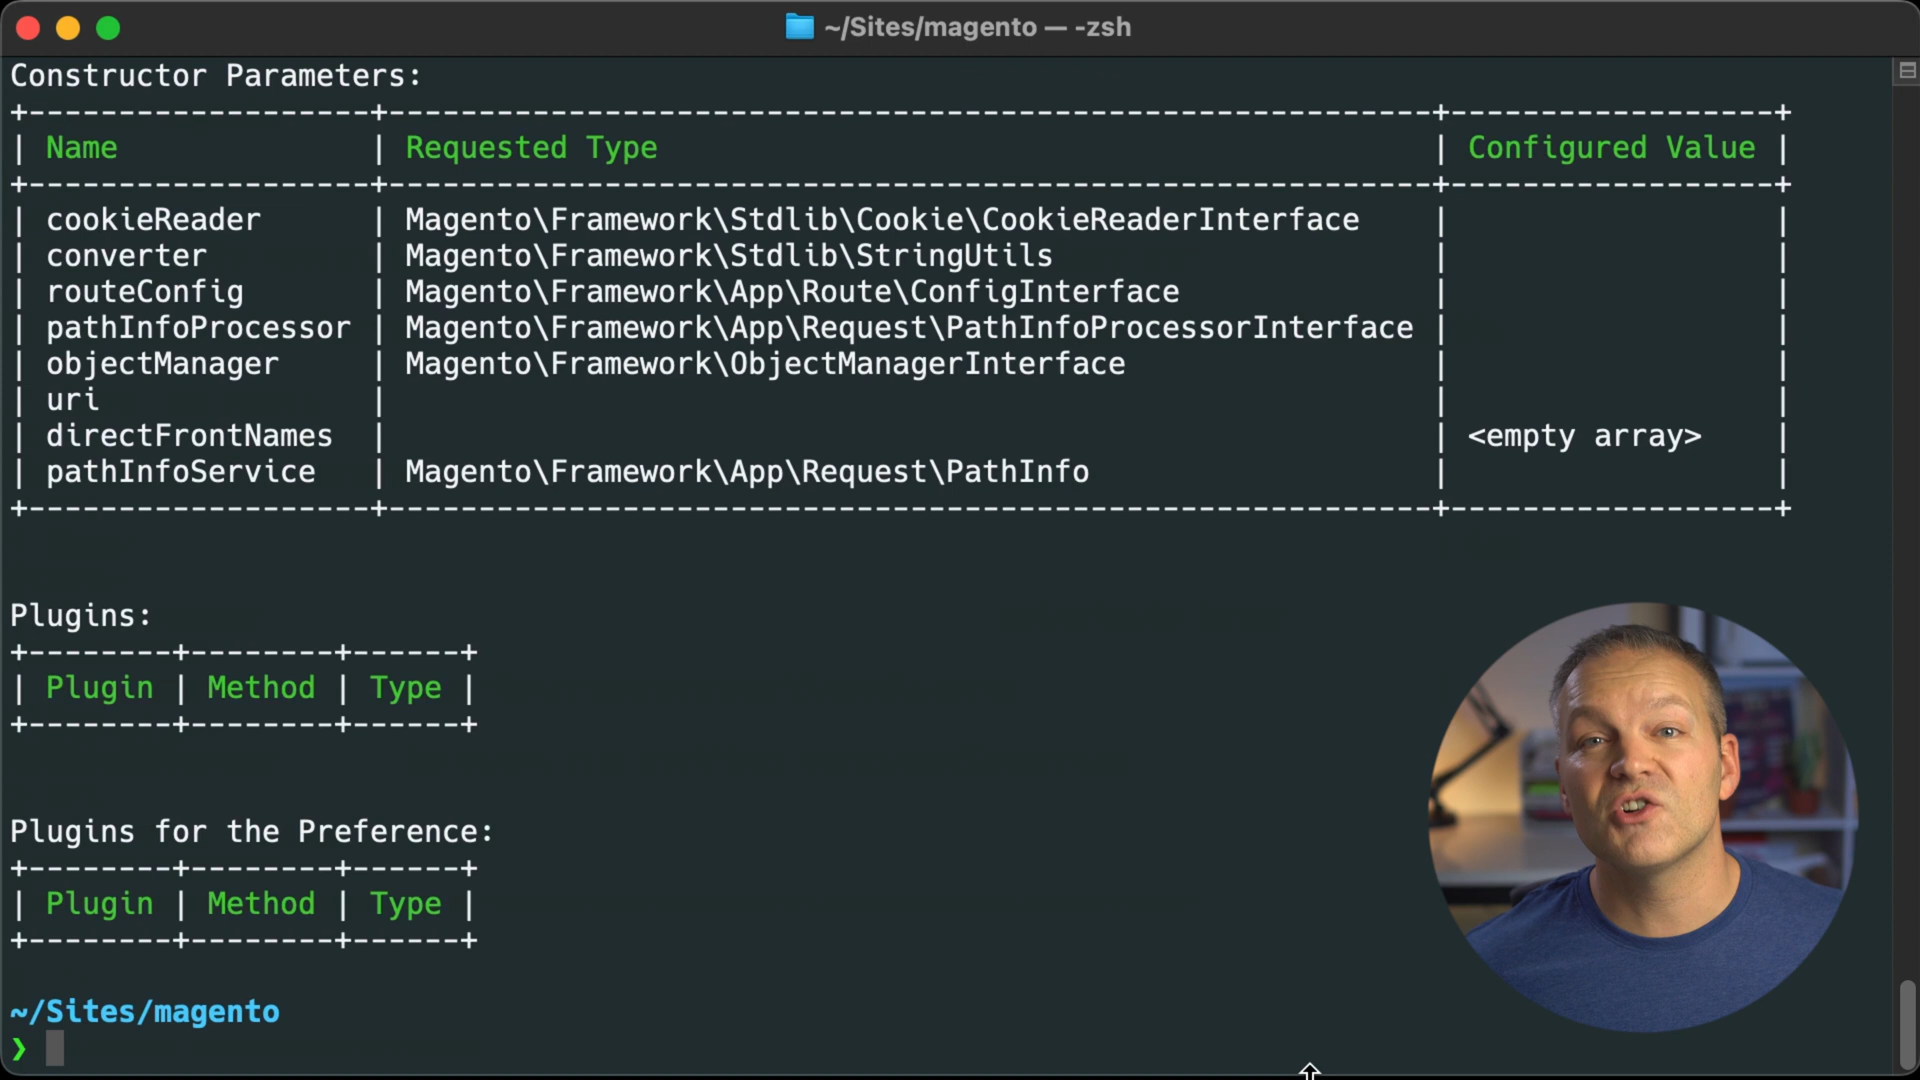 ~/Sites/magento — -zsh
Constructor Parameters:
+-------------------+----------------------------------------------------------+------------------+
| Name | Requested Type | Configured Value |
+-------------------+----------------------------------------------------------+------------------+
| cookieReader | Magento\Framework\Stdlib\Cookie\CookieReaderInterface | |
| converter | Magento\Framework\Stdlib\StringUtils | |
| routeConfig | Magento\Framework\App\Route\ConfigInterface | |
| pathInfoProcessor | Magento\Framework\App\Request\PathInfoProcessorInterface | |
| objectManager | Magento\Framework\ObjectManagerInterface | |
| uri | | |
| directFrontNames | | <empty array> |
| pathInfoService | Magento\Framework\App\Request\PathInfo | |
+-------------------+----------------------------------------------------------+------------------+
Plugins:
+--------+--------+------+
| Plugin | Method | Type |
+--------+--------+------+
Plugins for the Preference:
+--------+--------+------+
| Plugin | Method | Type |
+--------+--------+------+
~/Sites/magento
❯